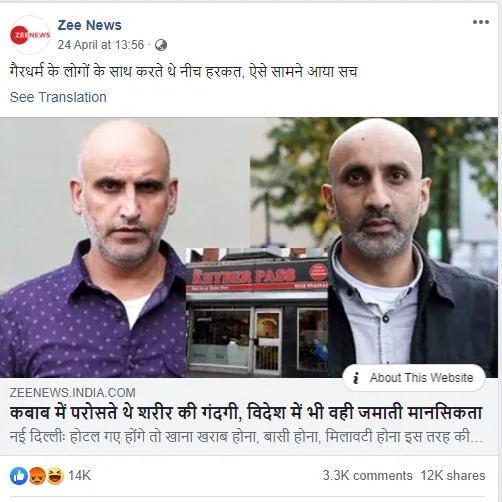 Zee News
24 April at 13:56 ·
ZEE NEWS
गैरधर्म के लोगों के साथ करते थे नीच हरकत, ऐसे सामने आया सच
See Translation
KHYBER PASS
About This Website
ZEENEWS.INDIA.COM
कबाब में परोसते थे शरीर की गंदगी, विदेश में भी वही जमाती मानसिकता
नई दिल्लीः होटल गए होंगे तो खाना खराब होना, बासी होना, मिलावटी होना इस तरह की...
14K
3.3K comments 12K shares